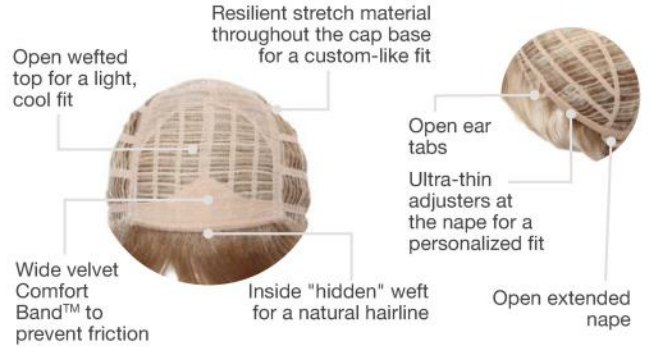 Resilient stretch material
throughout the cap base
for a custom-like fit
Open wefted
top for a light,
cool fit
Wide velvet
Comfort
Band™ to
prevent friction
Inside "hidden" weft
for a natural hairline
Open ear
tabs
Ultra-thin
adjusters at
the nape for a
personalized fit
Open extended
nape